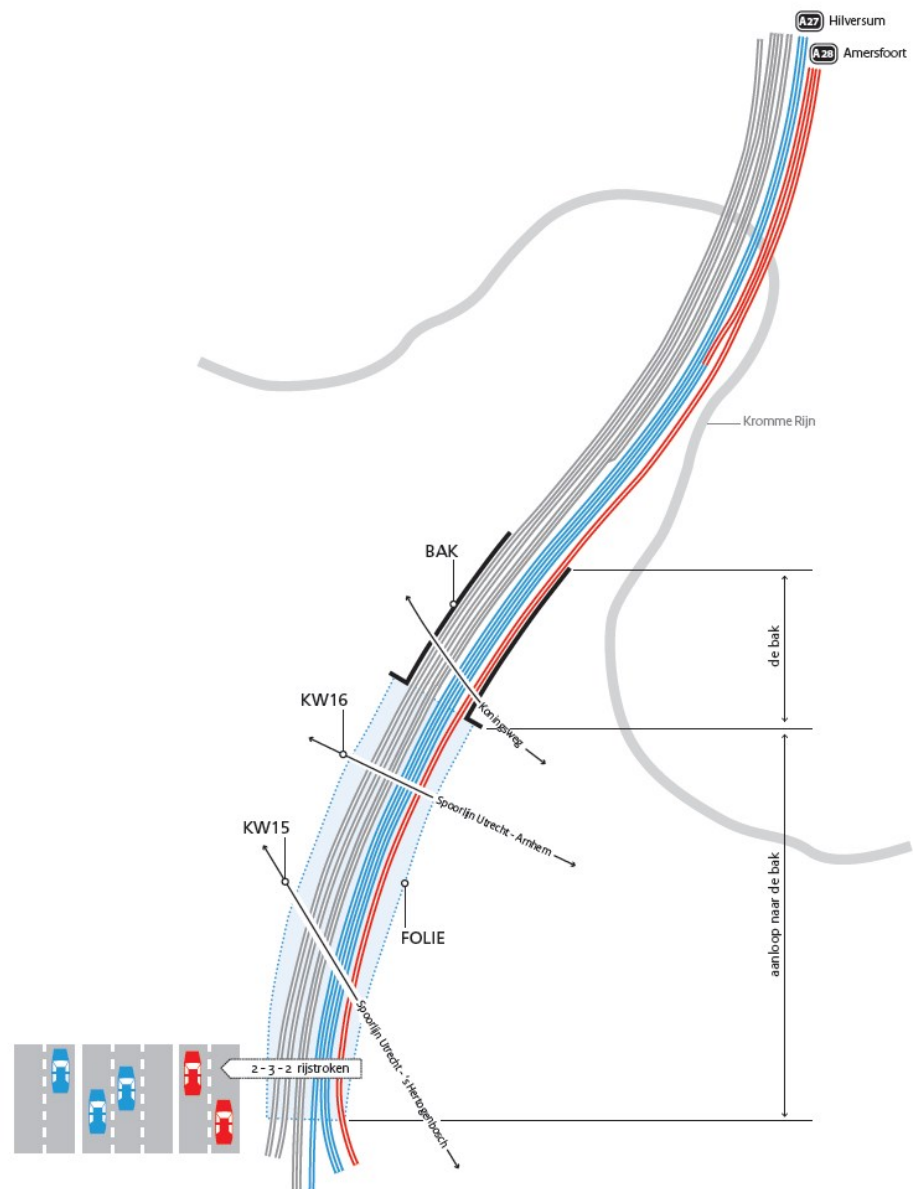 A27 Hilversum
A28 Amersfoort
Kromme Rijn
BAK
de bak
KW16
Koningsweg
Spoorlijn Utrecht - Arnhem
KW15
FOLIE
aanloop naar de bak
Spoorlijn Utrecht - 's Hertogenbosch
2 - 3 - 2 rijstroken